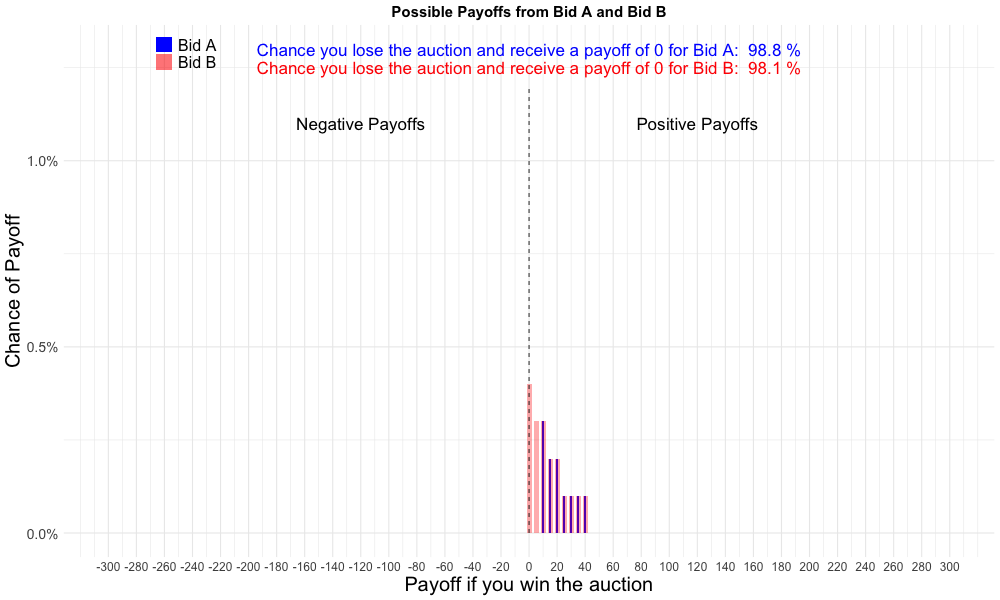 Possible Payoffs from Bid A and Bid B
Bid A
Bid B
Chance you lose the auction and receive a payoff of 0 for Bid A:  98.8 %
Chance you lose the auction and receive a payoff of 0 for Bid B:  98.1 %
Negative Payoffs
Positive Payoffs
Chance of Payoff
1.0%
0.5%
0.0%
-300 -280 -260 -240 -220 -200 -180 -160 -140 -120 -100 -80 -60 -40 -20 0 20 40 60 80 100 120 140 160 180 200 220 240 260 280 300
Payoff if you win the auction